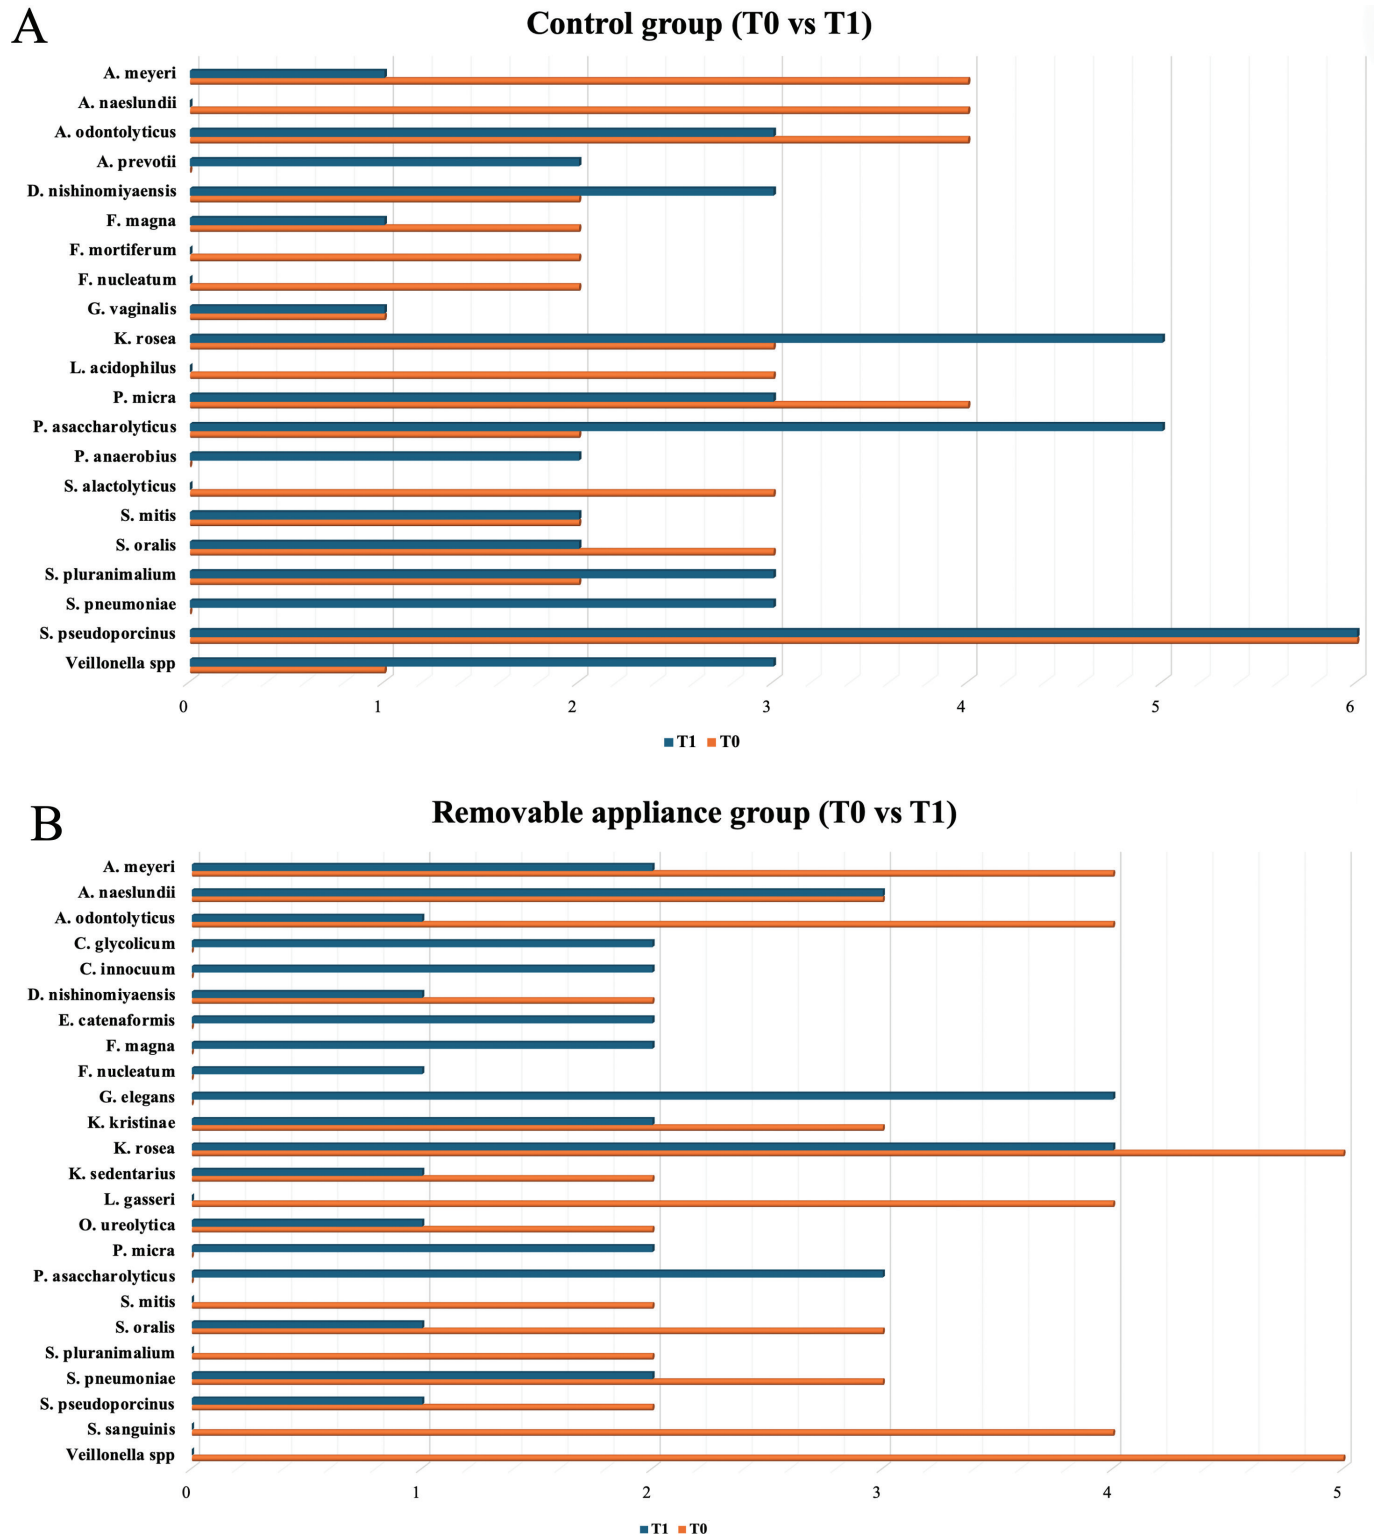 A
Control group (T0 vs T1)
A. meyeri
A. naeslundii
A. odontolyticus
A. prevotii
D. nishinomiyaensis
F. magna
F. mortiferum
F. nucleatum
G. vaginalis
K. rosea
L. acidophilus
P. micra
P. asaccharolyticus
P. anaerobius
S. alactolyticus
S. mitis
S. oralis
S. pluranimalium
S. pneumoniae
S. pseudoporcinus
Veillonella spp
0 1 2 3 4 5 6
T1 T0
B
Removable appliance group (T0 vs T1)
A. meyeri
A. naeslundii
A. odontolyticus
C. glycolicum
C. innocuum
D. nishinomiyaensis
E. catenaformis
F. magna
F. nucleatum
G. elegans
K. kristinae
K. rosea
K. sedentarius
L. gasseri
O. ureolytica
P. micra
P. asaccharolyticus
S. mitis
S. oralis
S. pluranimalium
S. pneumoniae
S. pseudoporcinus
S. sanguinis
Veillonella spp
0 1 2 3 4 5
T1 T0